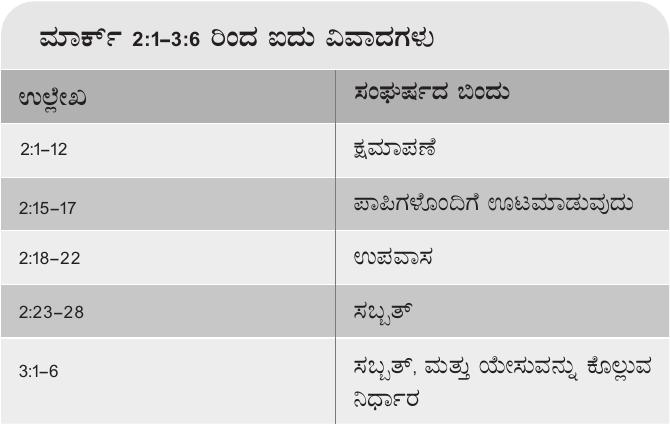 ಮಾರ್ಕ್ 2:1–3:6 ರಿಂದ ಐದು ವಿವಾದಗಳು
ಉಲ್ಲೇಖ ಸಂಘರ್ಷದ ಬಿಂದು
2:1–12 ಕ್ಷಮಾಪಣೆ
2:15–17 ಪಾಪಿಗಳೊಂದಿಗೆ ಊಟಮಾಡುವುದು
2:18–22 ಉಪವಾಸ
2:23–28 ಸಬ್ಬತ್
3:1–6 ಸಬ್ಬತ್, ಮತ್ತು ಯೇಸುವನ್ನು ಕೊಲ್ಲುವ
ನಿರ್ಧಾರ